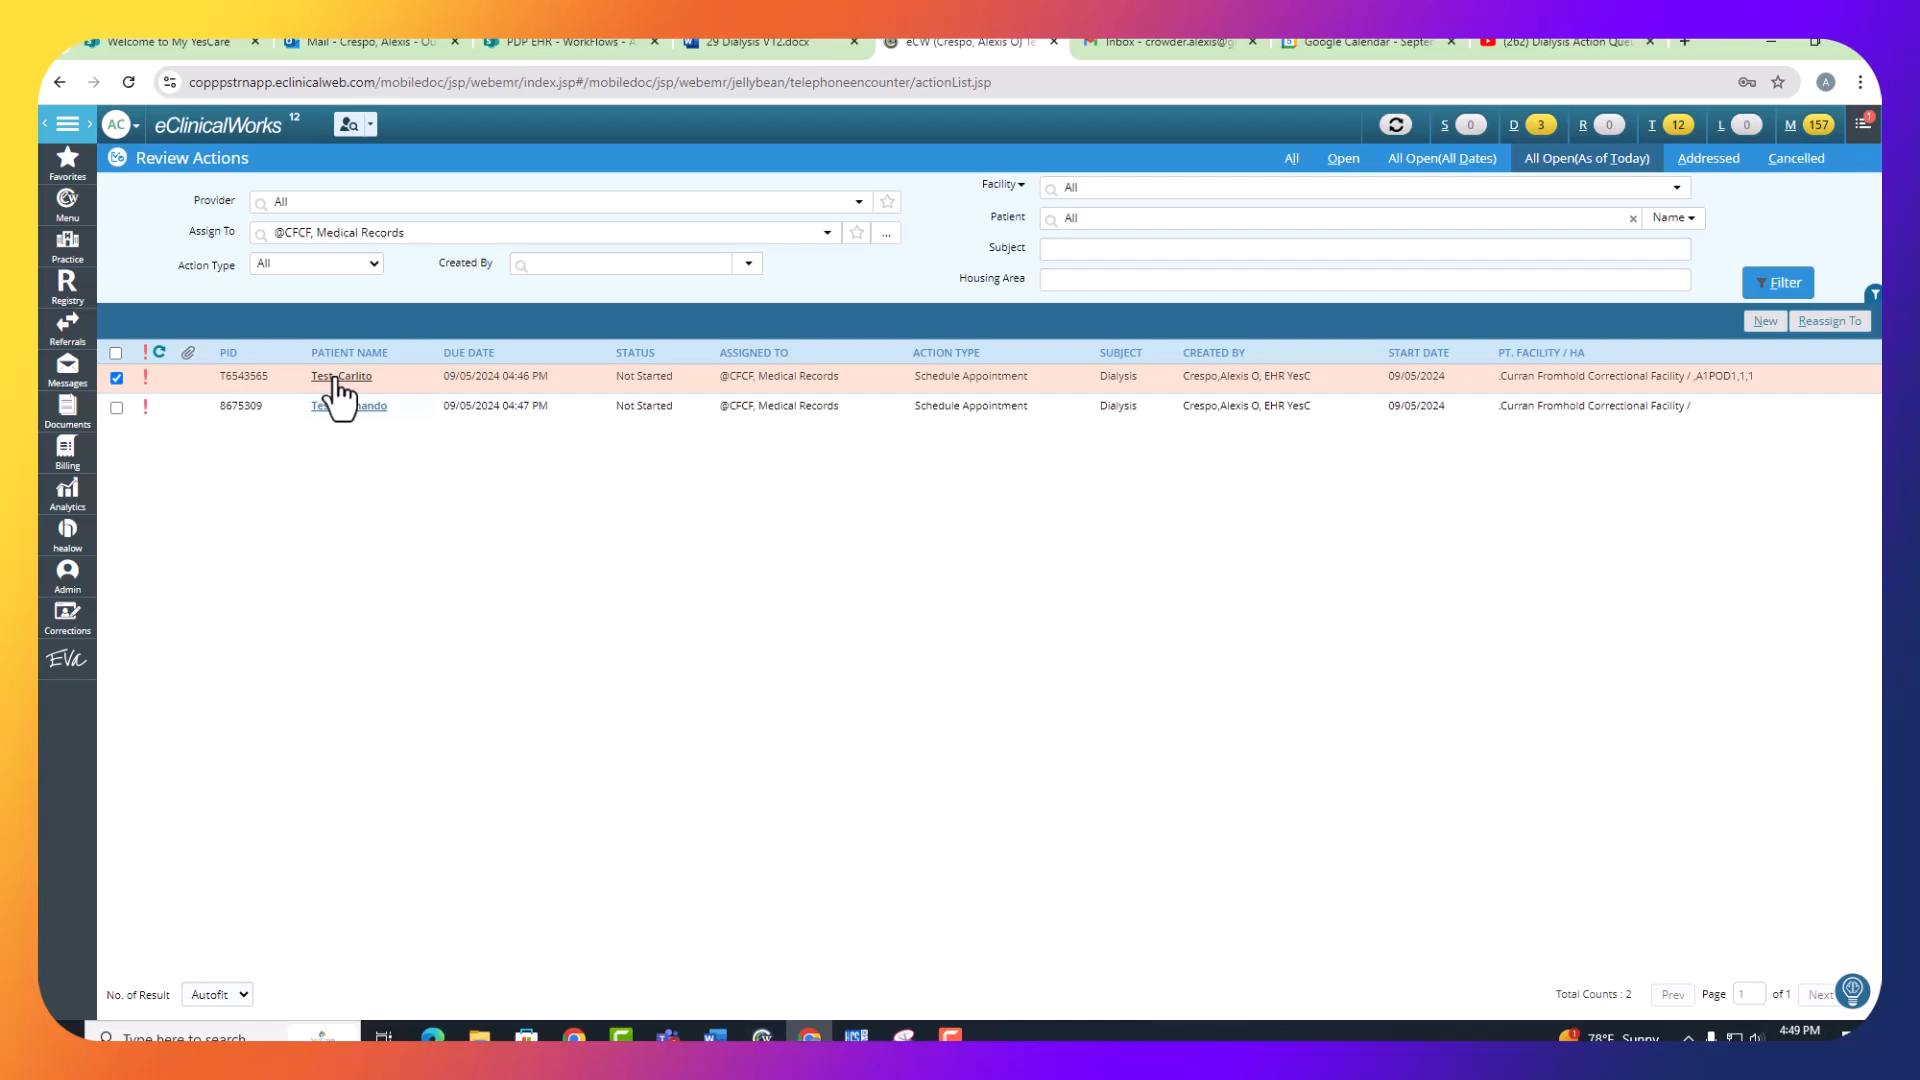 Welcome to My YesCare
Mail - Crespo, Alexis - Ou
PDP EHR - WorkFlows - A
29 Dialysis V12.docx
eCW (Crespo, Alexis O) Te
Inbox - crowder.alexis@g
Google Calendar - Septe
(262) Dialysis Action Que
copppstrnapp.eclinicalweb.com/mobiledoc/jsp/webemr/index.jsp#/mobiledoc/jsp/webemr/jellybean/telephoneencounter/actionList.jsp
A
AC eClinicalWorks 12
S 0 D 3 R 0 T 12 L 0 M 157 1
Review Actions
All Open All Open(All Dates) All Open(As of Today) Addressed Cancelled
Favorites
Menu
Practice
Registry
Referrals
Messages
Documents
Billing
Analytics
healow
Admin
Corrections
EVA
Provider All
Assign To @CFCF, Medical Records ...
Action Type All Created By
Facility All
Patient All Name
Subject
Housing Area
Filter
New Reassign To
PID PATIENT NAME DUE DATE STATUS ASSIGNED TO ACTION TYPE SUBJECT CREATED BY START DATE PT. FACILITY / HA
T6543565 Test, Carlito 09/05/2024 04:46 PM Not Started @CFCF, Medical Records Schedule Appointment Dialysis Crespo,Alexis O, EHR YesC 09/05/2024 .Curran Fromhold Correctional Facility / ,A1POD1,1,1
8675309 09/05/2024 04:47 PM Not Started @CFCF, Medical Records Schedule Appointment Dialysis Crespo,Alexis O, EHR YesC 09/05/2024 .Curran Fromhold Correctional Facility /
No. of Result Autofit
Total Counts : 2 Prev Page 1 of 1 Next
Type here to search
1 78°F Sunny
4:49 PM